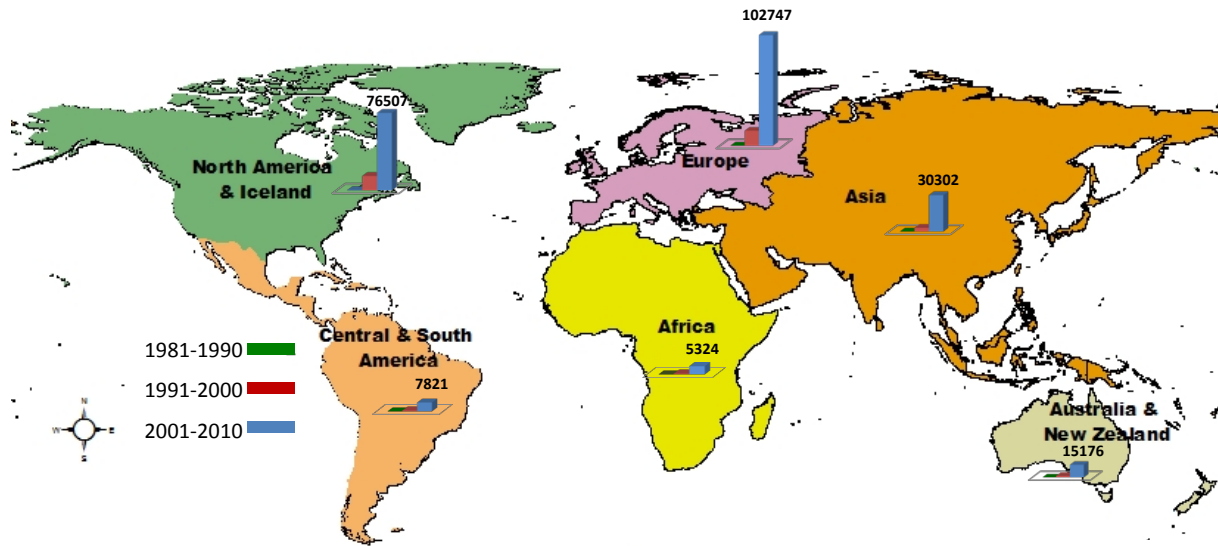 102747
76507
North America
& Iceland
Europe
30302
Asia
Central & South
America
7821
Africa
5324
Australia &
New Zealand
15176
1981-1990
1991-2000
2001-2010
N
W E
S